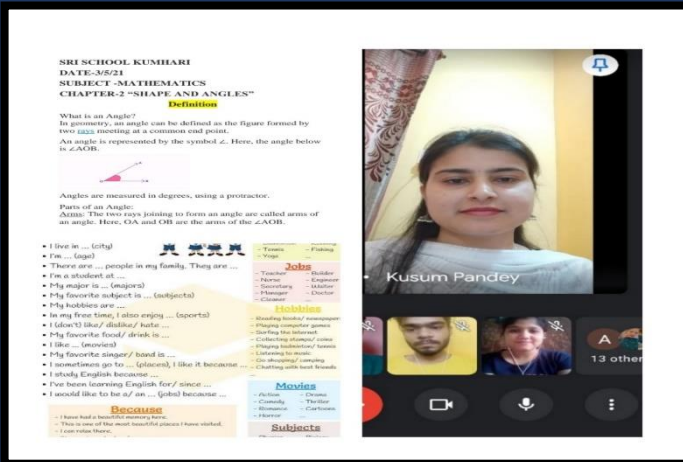 SRI SCHOOL KUMHARI
DATE-3/5/21
SUBJECT -MATHEMATICS
CHAPTER-2 “SHAPE AND ANGLES”
Definition
What is an Angle?
In geometry, an angle can be defined as the figure formed by
two rays meeting at a common end point.
An angle is represented by the symbol ∠. Here, the angle below
is ∠AOB.
Angles are measured in degrees, using a protractor.
Parts of an Angle:
Arms: The two rays joining to form an angle are called arms of
an angle. Here, OA and OB are the arms of the ∠AOB.
• I live in ... (city)
• I'm ... (age)
• There are ... people in my family. They are ...
• I'm a student at ...
• My major is ... (majors)
• My favorite subject is ... (subjects)
• My hobbies are ...
• In my free time, I also enjoy ... (sports)
• I (don't) like/ dislike/ hate ...
• My favorite food/ drink is ...
• I like ... (movies)
• My favorite singer/ band is ...
• I sometimes go to ... (places), I like it because ...
• I study English because ...
• I've been learning English for/ since ...
• I would like to be a/ an ... (jobs) because ...
Because
- I have had a beautiful memory here.
- This is one of the most beautiful places I have visited.
- I can relax there.
- Tennis - Fishing
- Yoga ...
Jobs
- Teacher - Builder
- Nurse - Engineer
- Secretary - Waiter
- Manager - Doctor
- Cleaner ...
Hobbies
- Reading books/ newspaper
- Playing computer games
- Surfing the internet
- Collecting stamps/ coins
- Playing badminton/ tennis
- Listening to music
- Go shopping/ camping
- Chatting with best friends
Movies
- Action - Drama
- Comedy - Thriller
- Romance - Cartoons
- Horror ...
Subjects
Kusum Pandey
A
13 other